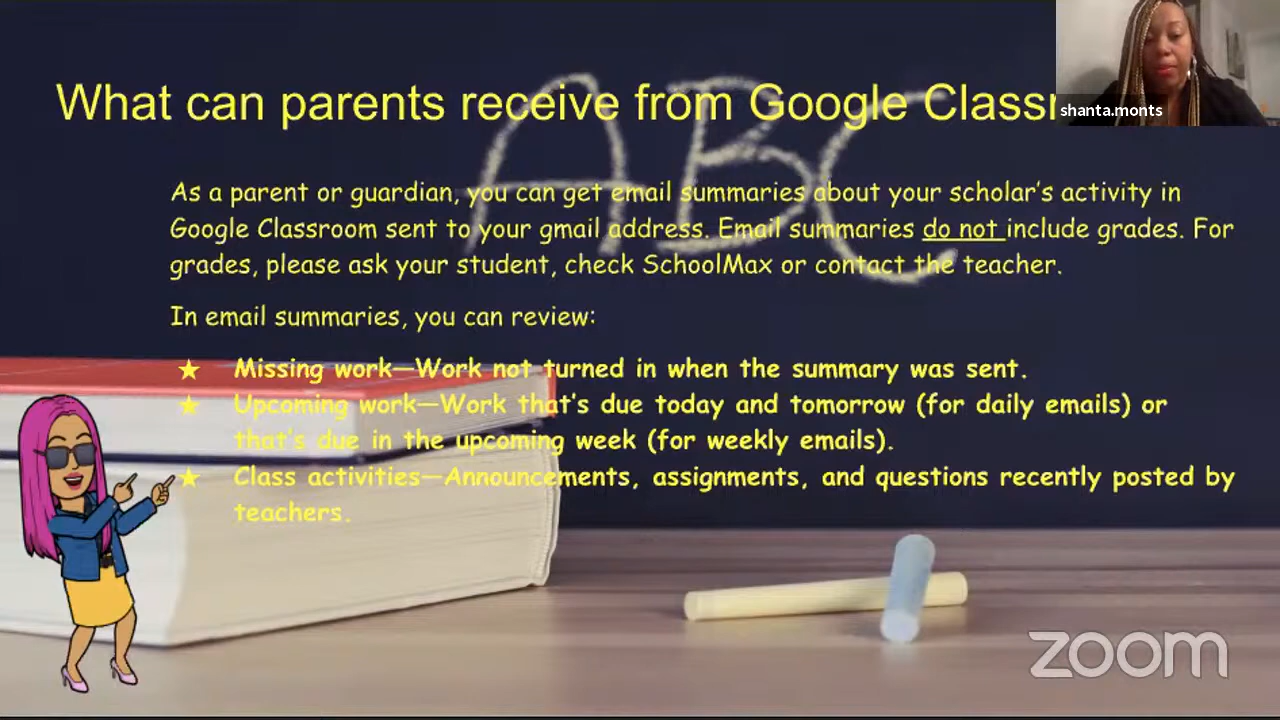 What can parents receive from Google Classr
shanta.monts
As a parent or guardian, you can get email summaries about your scholar's activity in
Google Classroom sent to your gmail address. Email summaries do not include grades. For
grades, please ask your student, check SchoolMax or contact the teacher.
In email summaries, you can review:
★ Missing work—Work not turned in when the summary was sent.
★ Upcoming work—Work that's due today and tomorrow (for daily emails) or
that's due in the upcoming week (for weekly emails).
★ Class activities—Announcements, assignments, and questions recently posted by
teachers.
ABC
zoom